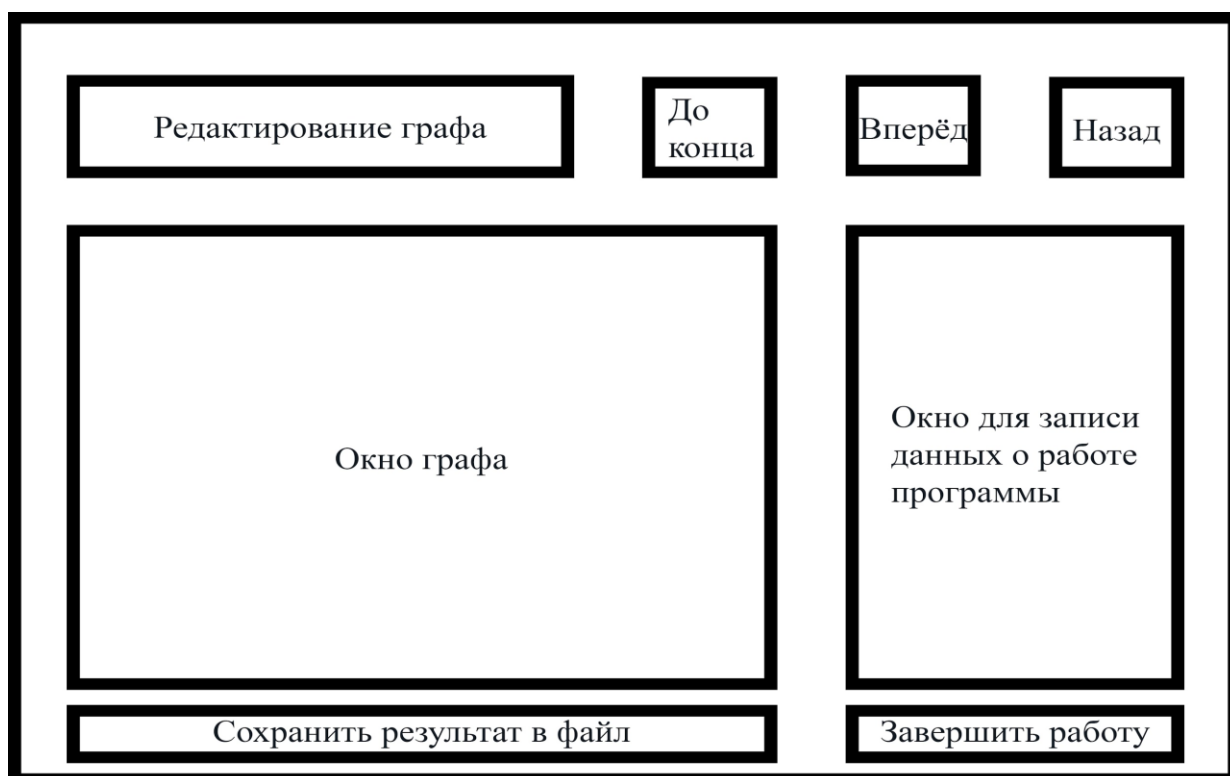 Редактирование графа
До
конца
Вперёд
Назад
Окно графа
Окно для записи
данных о работе
программы
Сохранить результат в файл
Завершить работу